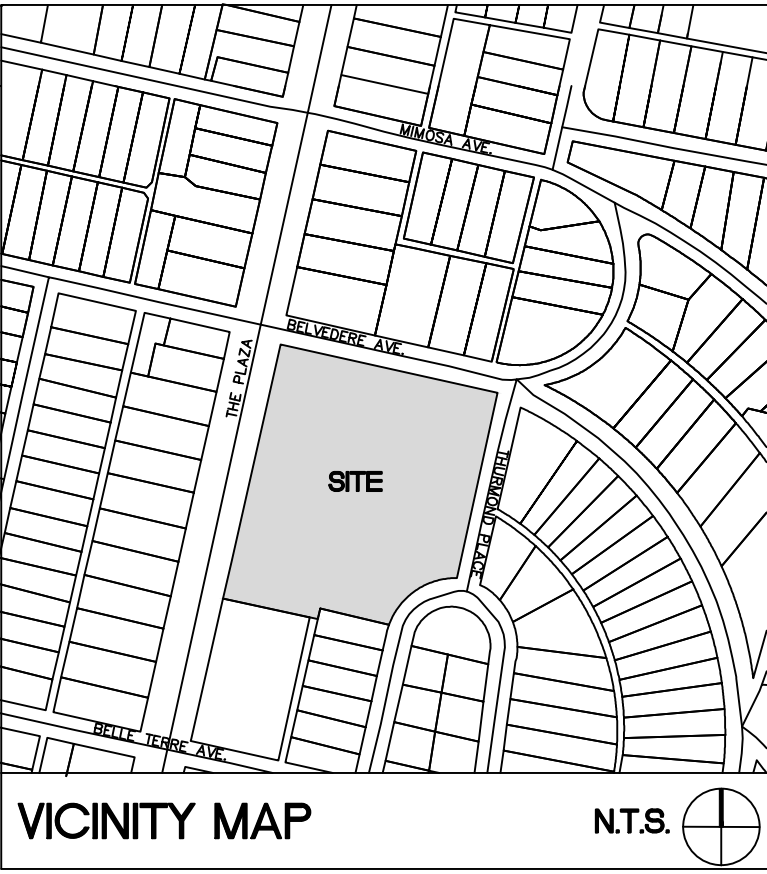 MIMOSA AVE.
BELVEDERE AVE.
THE PLAZA
SITE
THURMOND PLACE
BELLE TERRE AVE.
VICINITY MAP
N.T.S.